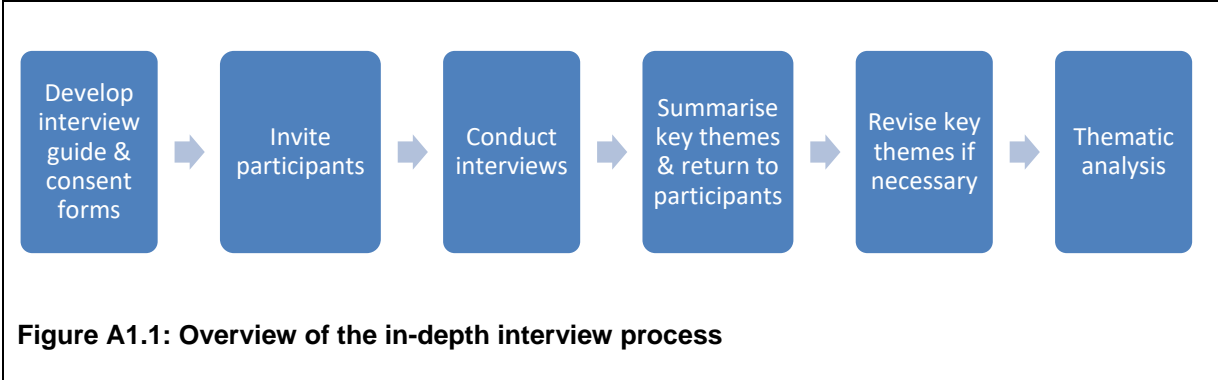 Develop
interview
guide &
consent
forms
Invite
participants
Conduct
interviews
Summarise
key themes
& return to
participants
Revise key
themes if
necessary
Thematic
analysis
Figure A1.1: Overview of the in-depth interview process